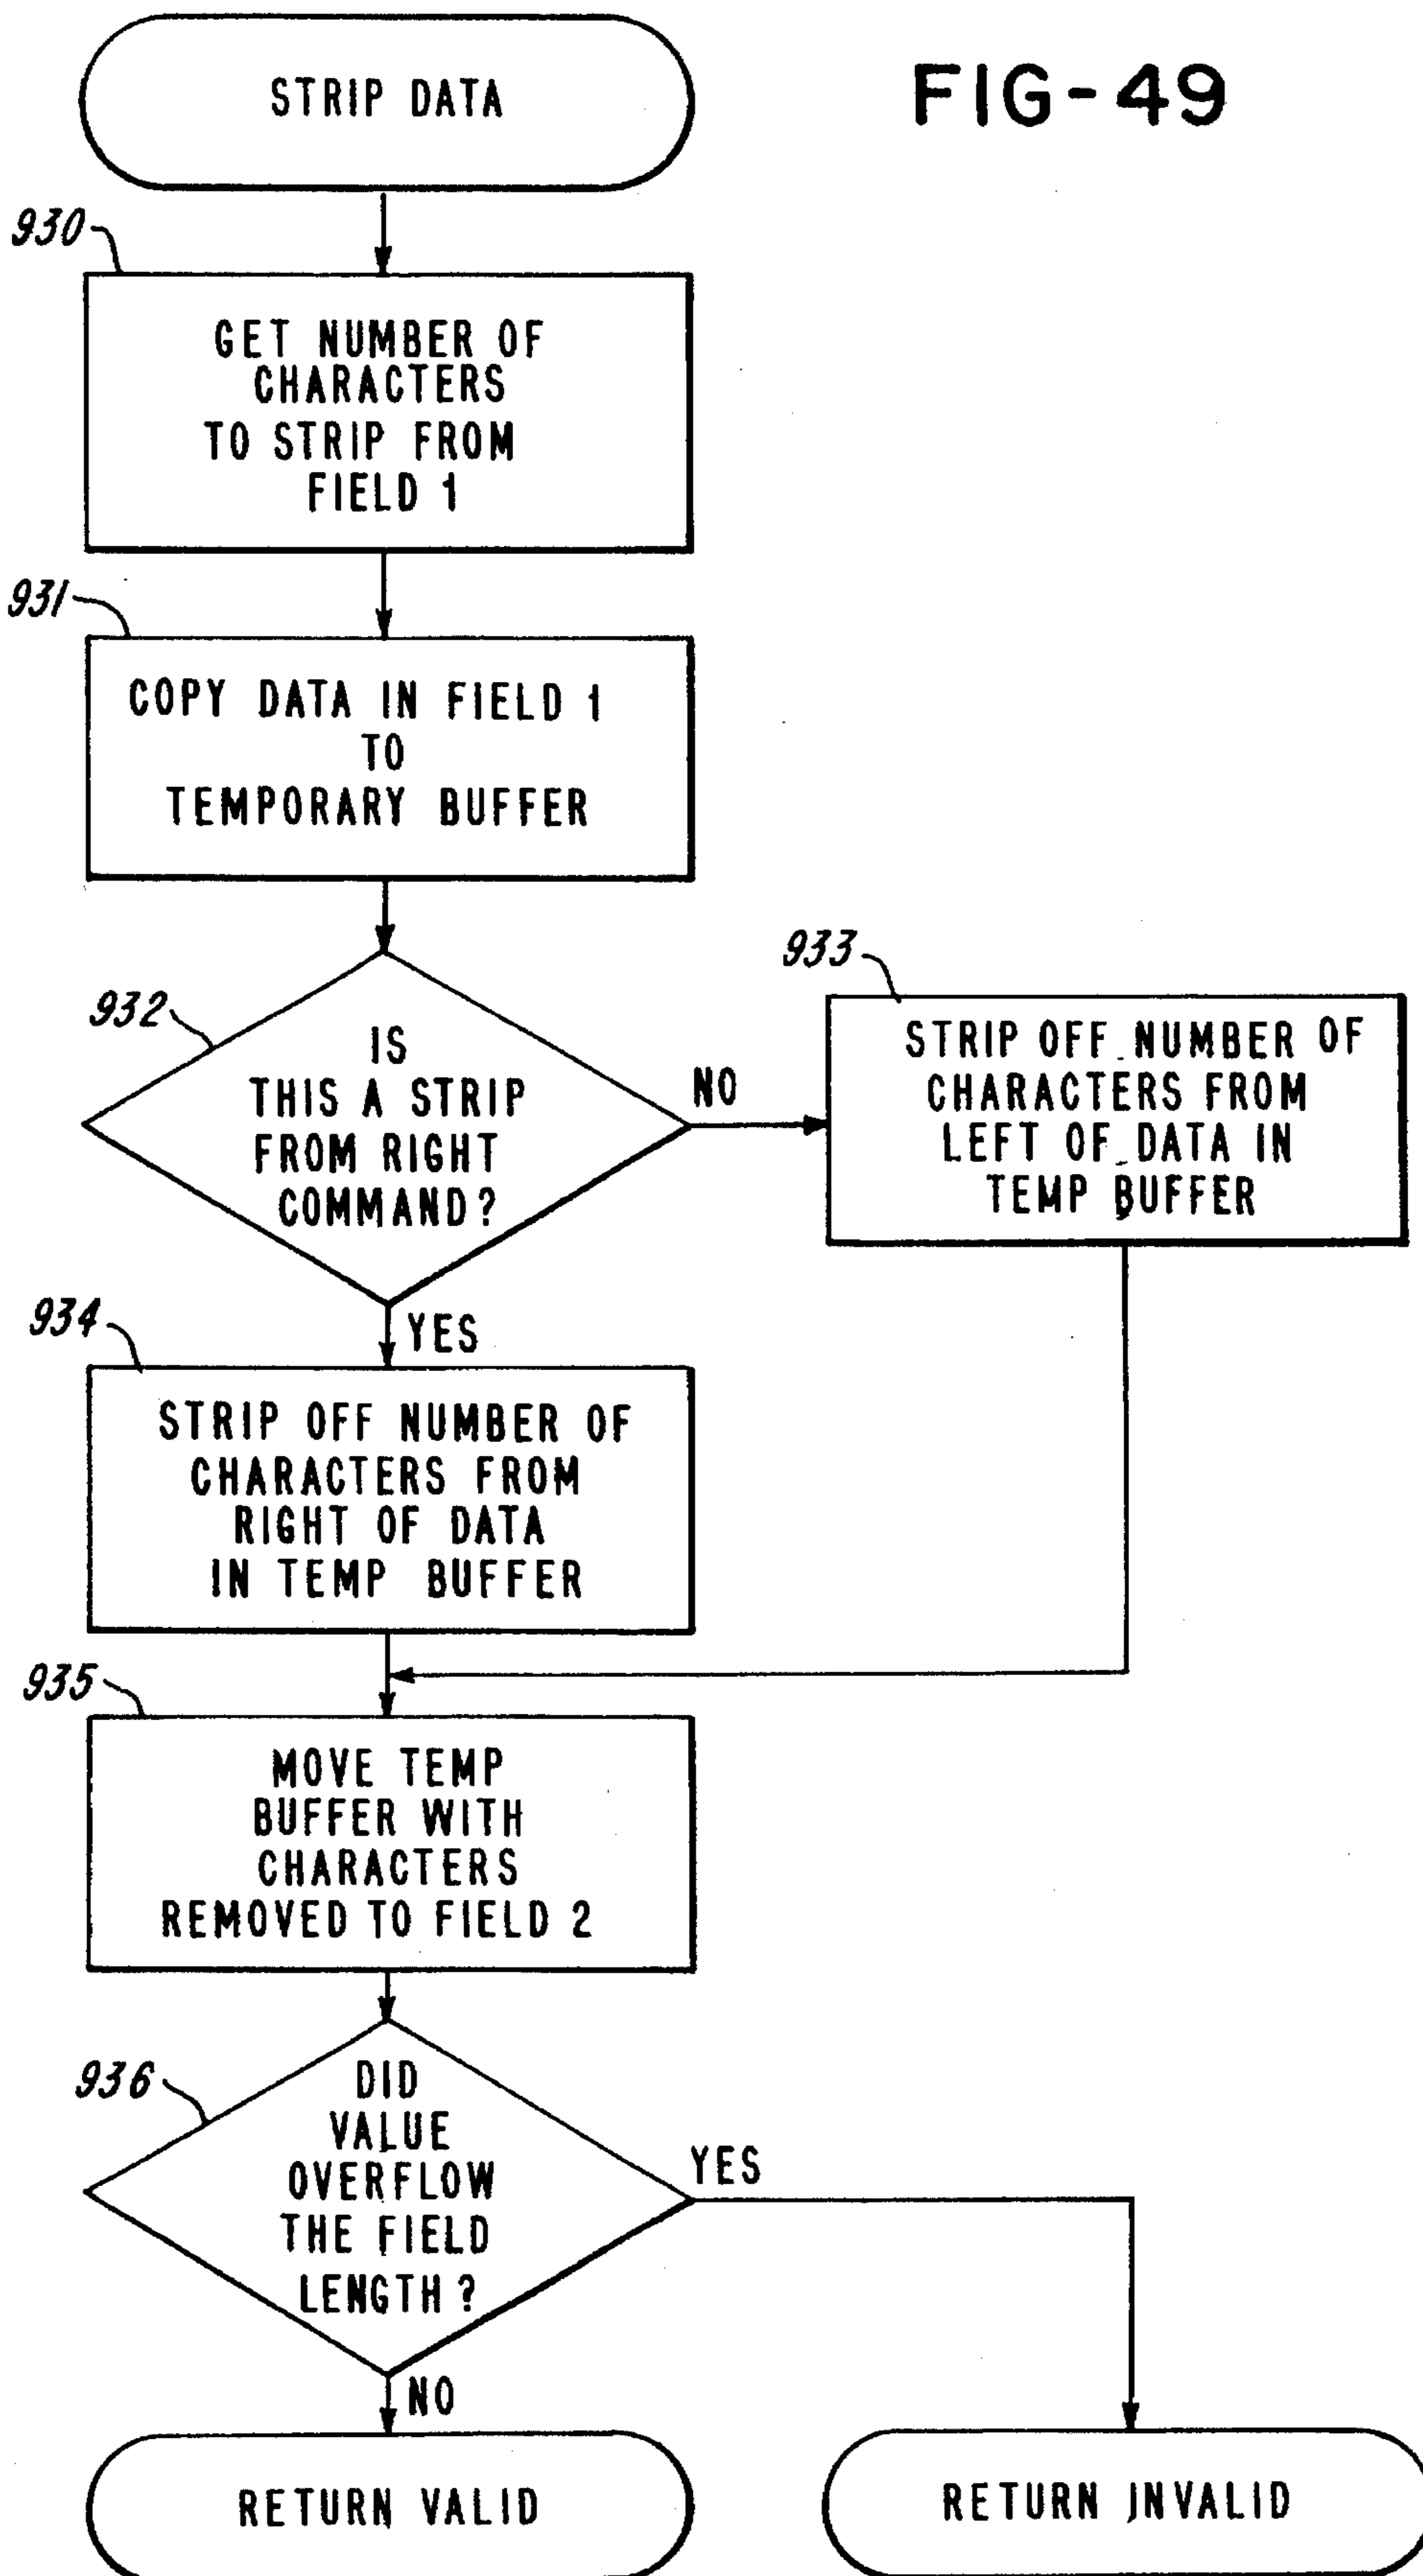 STRIP DATA
FIG-49
930
GET NUMBER OF
CHARACTERS
TO STRIP FROM
FIELD 1
931
COPY DATA IN FIELD 1
TO
TEMPORARY BUFFER
932
IS
THIS A STRIP
FROM RIGHT
COMMAND?
NO
933
STRIP OFF NUMBER OF
CHARACTERS FROM
LEFT OF DATA IN
TEMP BUFFER
YES
934
STRIP OFF NUMBER OF
CHARACTERS FROM
RIGHT OF DATA
IN TEMP BUFFER
935
MOVE TEMP
BUFFER WITH
CHARACTERS
REMOVED TO FIELD 2
936
DID
VALUE
OVERFLOW
THE FIELD
LENGTH?
YES
NO
RETURN VALID
RETURN INVALID